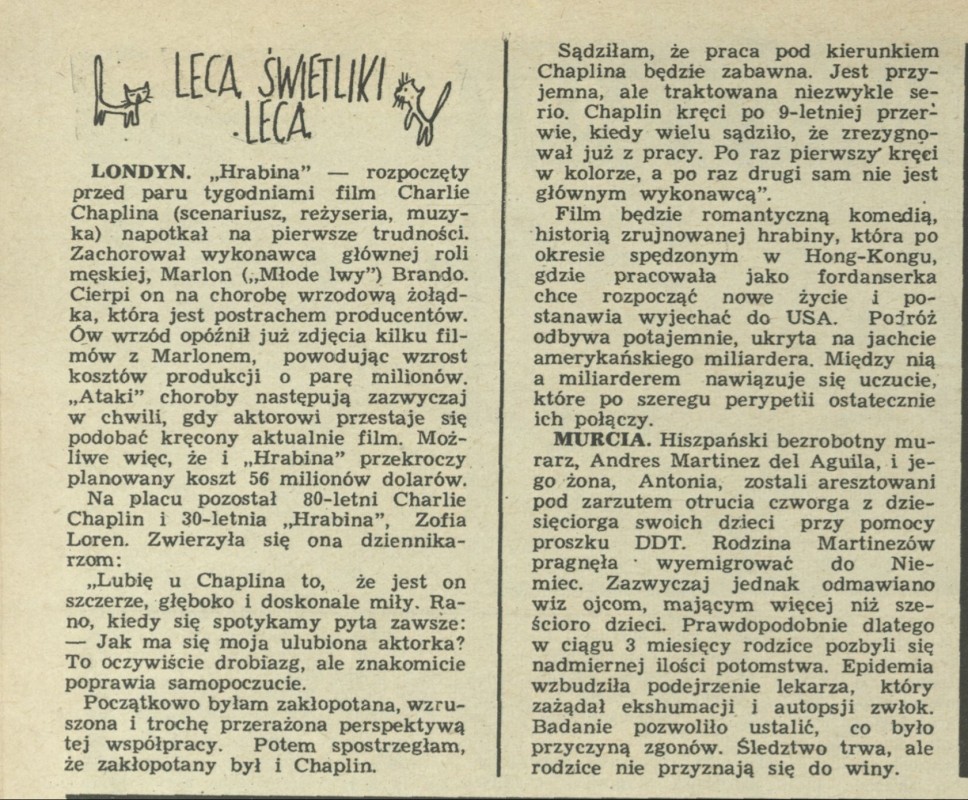 LECĄ ŚWIETLIKI
LECĄ
LONDYN. „Hrabina” — rozpoczęty
przed paru tygodniami film Charlie
Chaplina (scenariusz, reżyseria, muzy-
ka) napotkał na pierwsze trudności.
Zachorował wykonawca głównej roli
męskiej, Marlon („Młode lwy”) Brando.
Cierpi on na chorobę wrzodową żołąd-
ka, która jest postrachem producentów.
Ów wrzód opóźnił już zdjęcia kilku fil-
mów z Marlonem, powodując wzrost
kosztów produkcji o parę milionów.
„Ataki” choroby następują zazwyczaj
w chwili, gdy aktorowi przestaje się
podobać kręcony aktualnie film. Moż-
liwe więc, że i „Hrabina” przekroczy
planowany koszt 56 milionów dolarów.
Na placu pozostał 80-letni Charlie
Chaplin i 30-letnia „Hrabina”, Zofia
Loren. Zwierzyła się ona dziennika-
rzom:
„Lubię u Chaplina to, że jest on
szczerze, głęboko i doskonale miły. Ra-
no, kiedy się spotykamy pyta zawsze:
— Jak ma się moja ulubiona aktorka?
To oczywiście drobiazg, ale znakomicie
poprawia samopoczucie.
Początkowo byłam zakłopotana, wzru-
szona i trochę przerażona perspektywą
tej współpracy. Potem spostrzegłam,
że zakłopotany był i Chaplin.
Sądziłam, że praca pod kierunkiem
Chaplina będzie zabawna. Jest przy-
jemna, ale traktowana niezwykle se-
rio. Chaplin kręci po 9-letniej przer-
wie, kiedy wielu sądziło, że zrezygno-
wał już z pracy. Po raz pierwszy kręci
w kolorze, a po raz drugi sam nie jest
głównym wykonawcą”.
Film będzie romantyczną komedią,
historią zrujnowanej hrabiny, która po
okresie spędzonym w Hong-Kongu,
gdzie pracowała jako fordanserka
chce rozpocząć nowe życie i po-
stanawia wyjechać do USA. Podróż
odbywa potajemnie, ukryta na jachcie
amerykańskiego miliardera. Między nią
a miliarderem nawiązuje się uczucie,
które po szeregu perypetii ostatecznie
ich połączy.
MURCIA. Hiszpański bezrobotny mu-
rarz, Andres Martinez del Aguila, i je-
go żona, Antonia, zostali aresztowani
pod zarzutem otrucia czworga z dzie-
sięciorga swoich dzieci przy pomocy
proszku DDT. Rodzina Martinezów
pragnęła wyemigrować do Nie-
miec. Zazwyczaj jednak odmawiano
wiz ojcom, mającym więcej niż sze-
ścioro dzieci. Prawdopodobnie dlatego
w ciągu 3 miesięcy rodzice pozbyli się
nadmiernej ilości potomstwa. Epidemia
wzbudziła podejrzenie lekarza, który
zażądał ekshumacji i autopsji zwłok.
Badanie pozwoliło ustalić, co było
przyczyną zgonów. Śledztwo trwa, ale
rodzice nie przyznają się do winy.